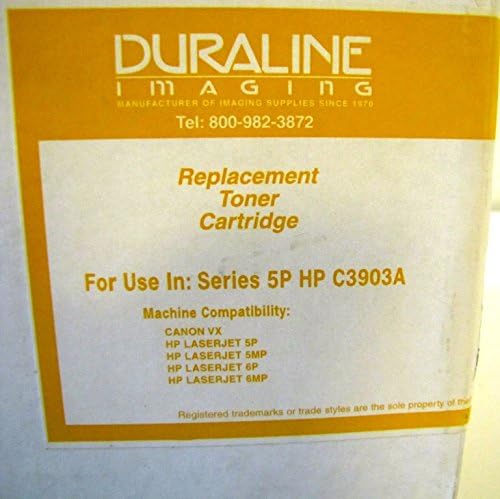 DURALINE
IMAGING
MANUFACTURER OF IMAGING SUPPLIES SINCE 1970
Tel: 800-982-3872
Replacement
Toner
Cartridge
For Use In: Series 5P HP C3903A
Machine Compatibility:
CANON VX
HP LASERJET 5P
HP LASERJET 5MP
HP LASERJET 6P
HP LASERJET 6MP
Registered trademarks or trade styles are the sole property of